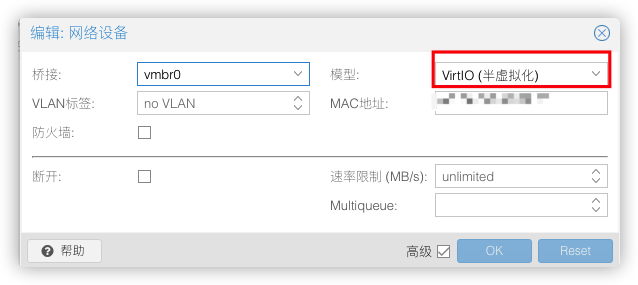 编辑: 网络设备
桥接: vmbr0 模型: VirtIO (半虚拟化)
VLAN标签: no VLAN MAC地址:
防火墙:
断开: 速率限制 (MB/s): unlimited
Multiqueue:
帮助 高级 OK Reset